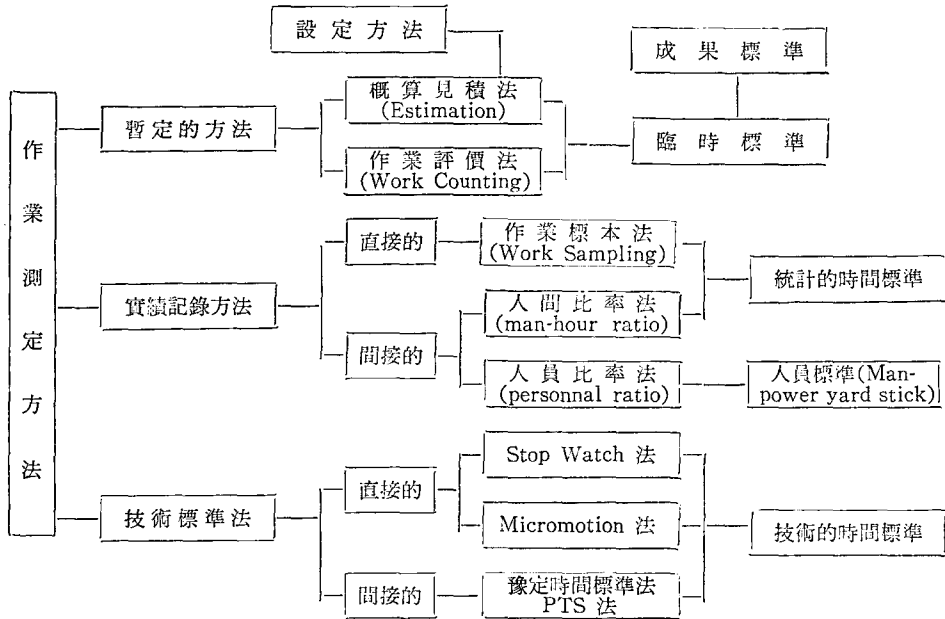 設定方法
成果標準
作業測定方法
暫定的方法
概算見積法
(Estimation)
作業評價法
(Work Counting)
臨時標準
實績記錄方法
直接的
作業標本法
(Work Sampling)
間接的
人間比率法
(man-hour ratio)
統計的時間標準
人員比率法
(personnal ratio)
人員標準(Man-
power yard stick)
技術標準法
直接的
Stop Watch 法
Micromotion 法
技術的時間標準
間接的
豫定時間標準法
PTS 法